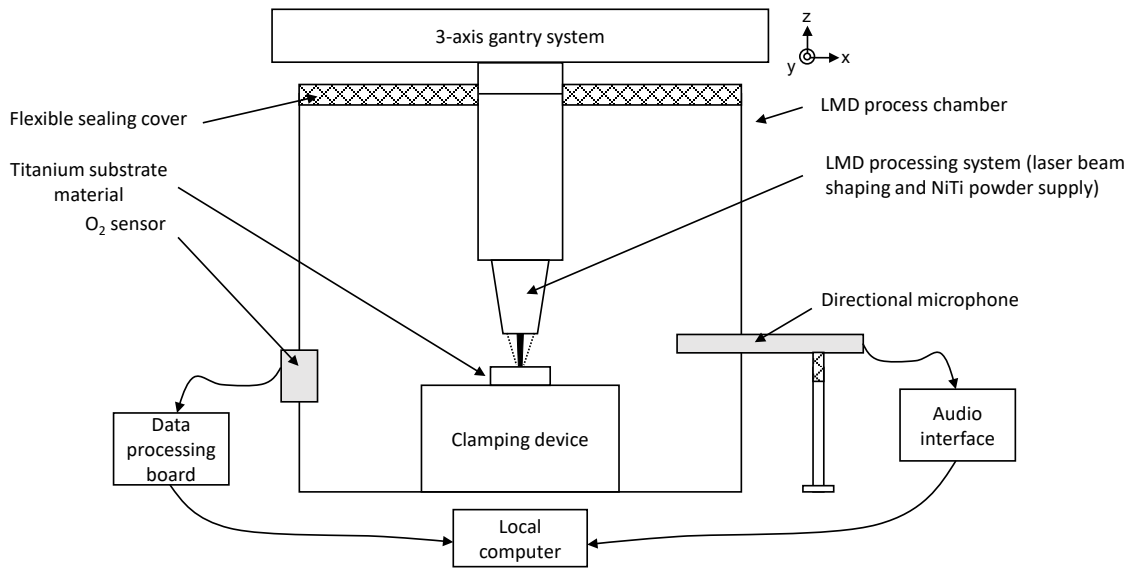 3-axis gantry system
z
y
x
Flexible sealing cover
LMD process chamber
Titanium substrate
material
LMD processing system (laser beam
shaping and NiTi powder supply)
O₂ sensor
Directional microphone
Data
processing
board
Clamping device
Audio
interface
Local
computer